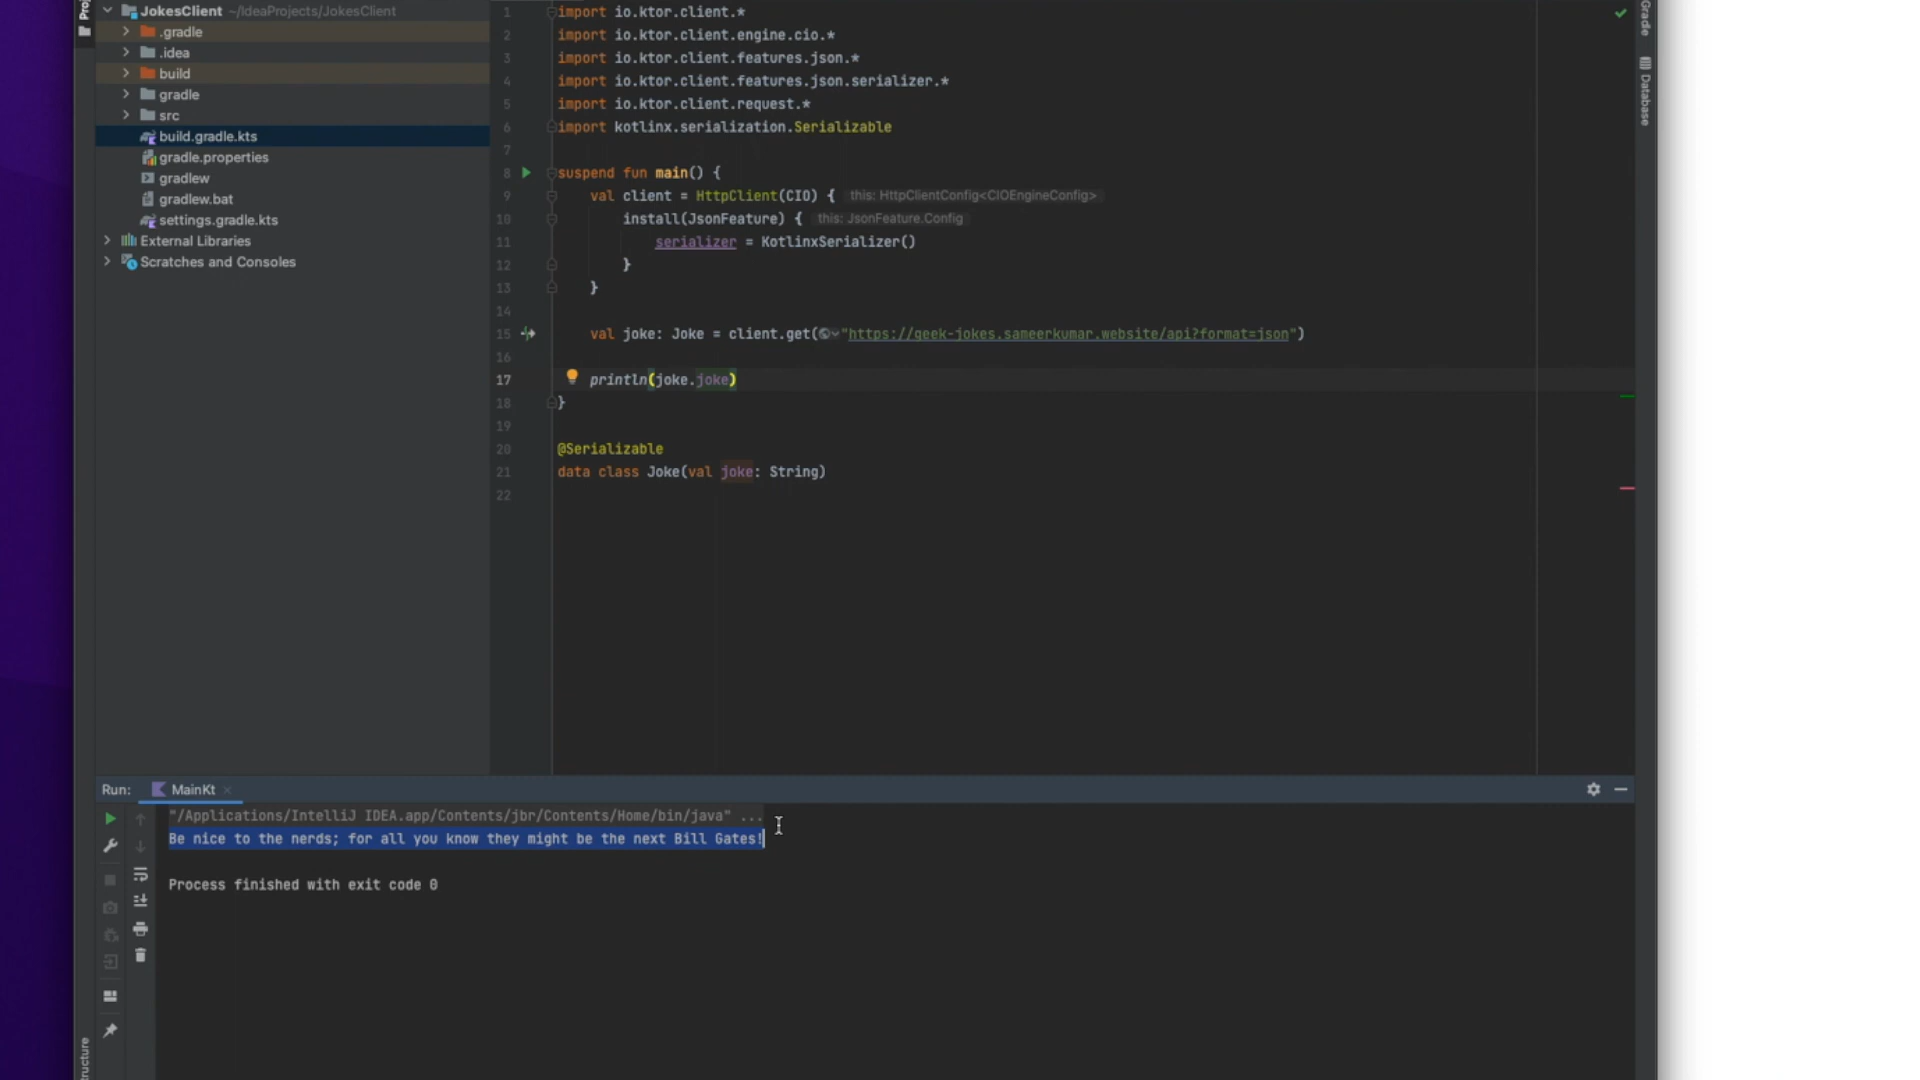 JokesClient ~/IdeaProjects/JokesClient
.gradle
.idea
build
gradle
src
build.gradle.kts
gradle.properties
gradlew
gradlew.bat
settings.gradle.kts
External Libraries
Scratches and Consoles
1 import io.ktor.client.*
2 import io.ktor.client.engine.cio.*
3 import io.ktor.client.features.json.*
4 import io.ktor.client.features.json.serializer.*
5 import io.ktor.client.request.*
6 import kotlinx.serialization.Serializable
7
8 suspend fun main() {
9 val client = HttpClient(CIO) { this: HttpClientConfig<CIOEngineConfig>
10 install(JsonFeature) { this: JsonFeature.Config
11 serializer = KotlinxSerializer()
12 }
13 }
14
15 val joke: Joke = client.get("https://geek-jokes.sameerkumar.website/api?format=json")
16
17 println(joke.joke)
18 }
19
20 @Serializable
21 data class Joke(val joke: String)
22
Gradle
Database
Run: MainKt
"/Applications/IntelliJ IDEA.app/Contents/jbr/Contents/Home/bin/java" ...
Be nice to the nerds; for all you know they might be the next Bill Gates!
Process finished with exit code 0